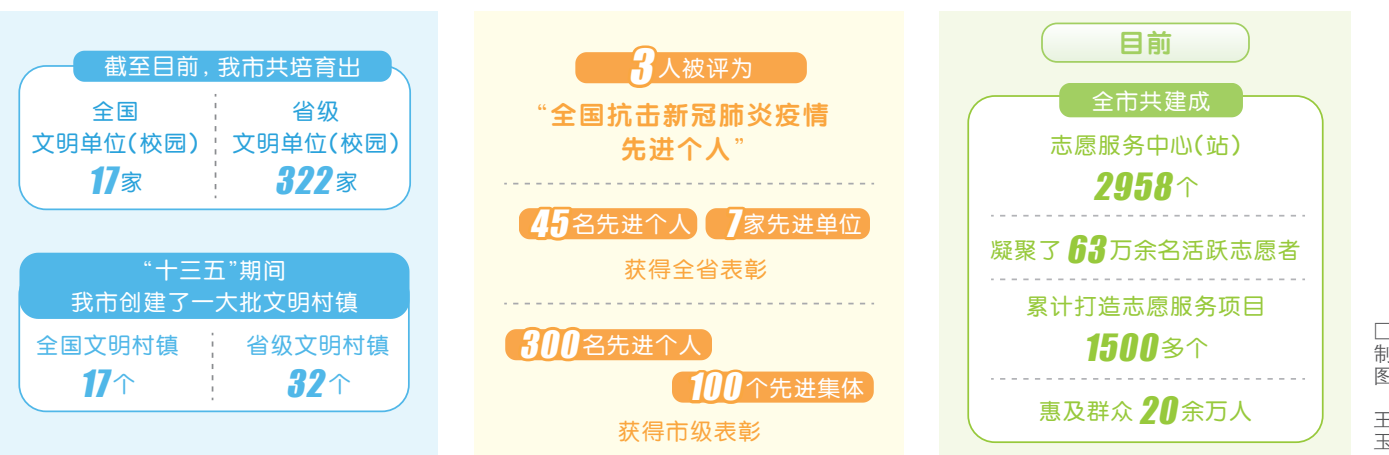 截至目前，我市共培育出
全国
文明单位（校园）
17家
省级
文明单位（校园）
322家
“十三五”期间
我市创建了一大批文明村镇
全国文明村镇
17个
省级文明村镇
32个
3人被评为
“全国抗击新冠肺炎疫情
先进个人”
45名先进个人
7家先进单位
获得全省表彰
300名先进个人
100个先进集体
获得市级表彰
目前
全市共建成
志愿服务中心（站）
2958个
凝聚了63万余名活跃志愿者
累计打造志愿服务项目
1500多个
惠及群众20余万人
□制图 王玉